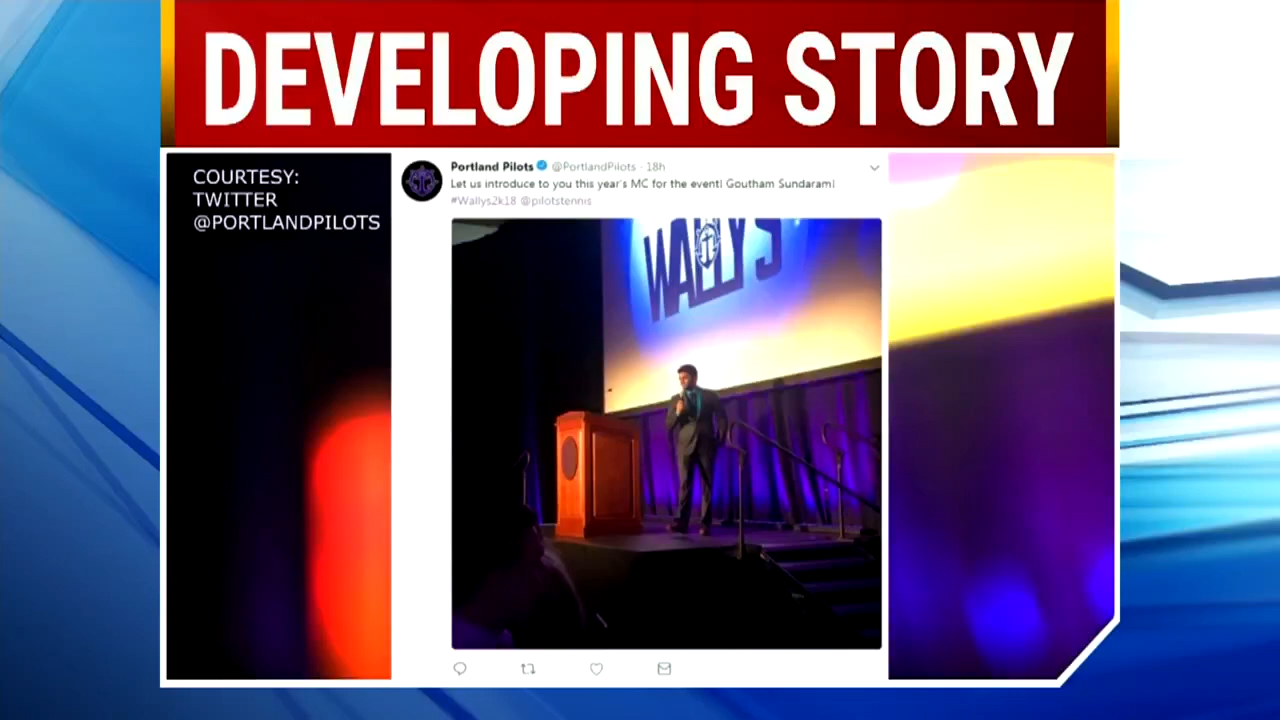 DEVELOPING STORY
COURTESY:
TWITTER
@PORTLANDPILOTS
Portland Pilots @PortlandPilots · 18h
Let us introduce to you this year's MC for the event! Goutham Sundaram!
#Wallys2k18 @pilotstennis
WALLYS